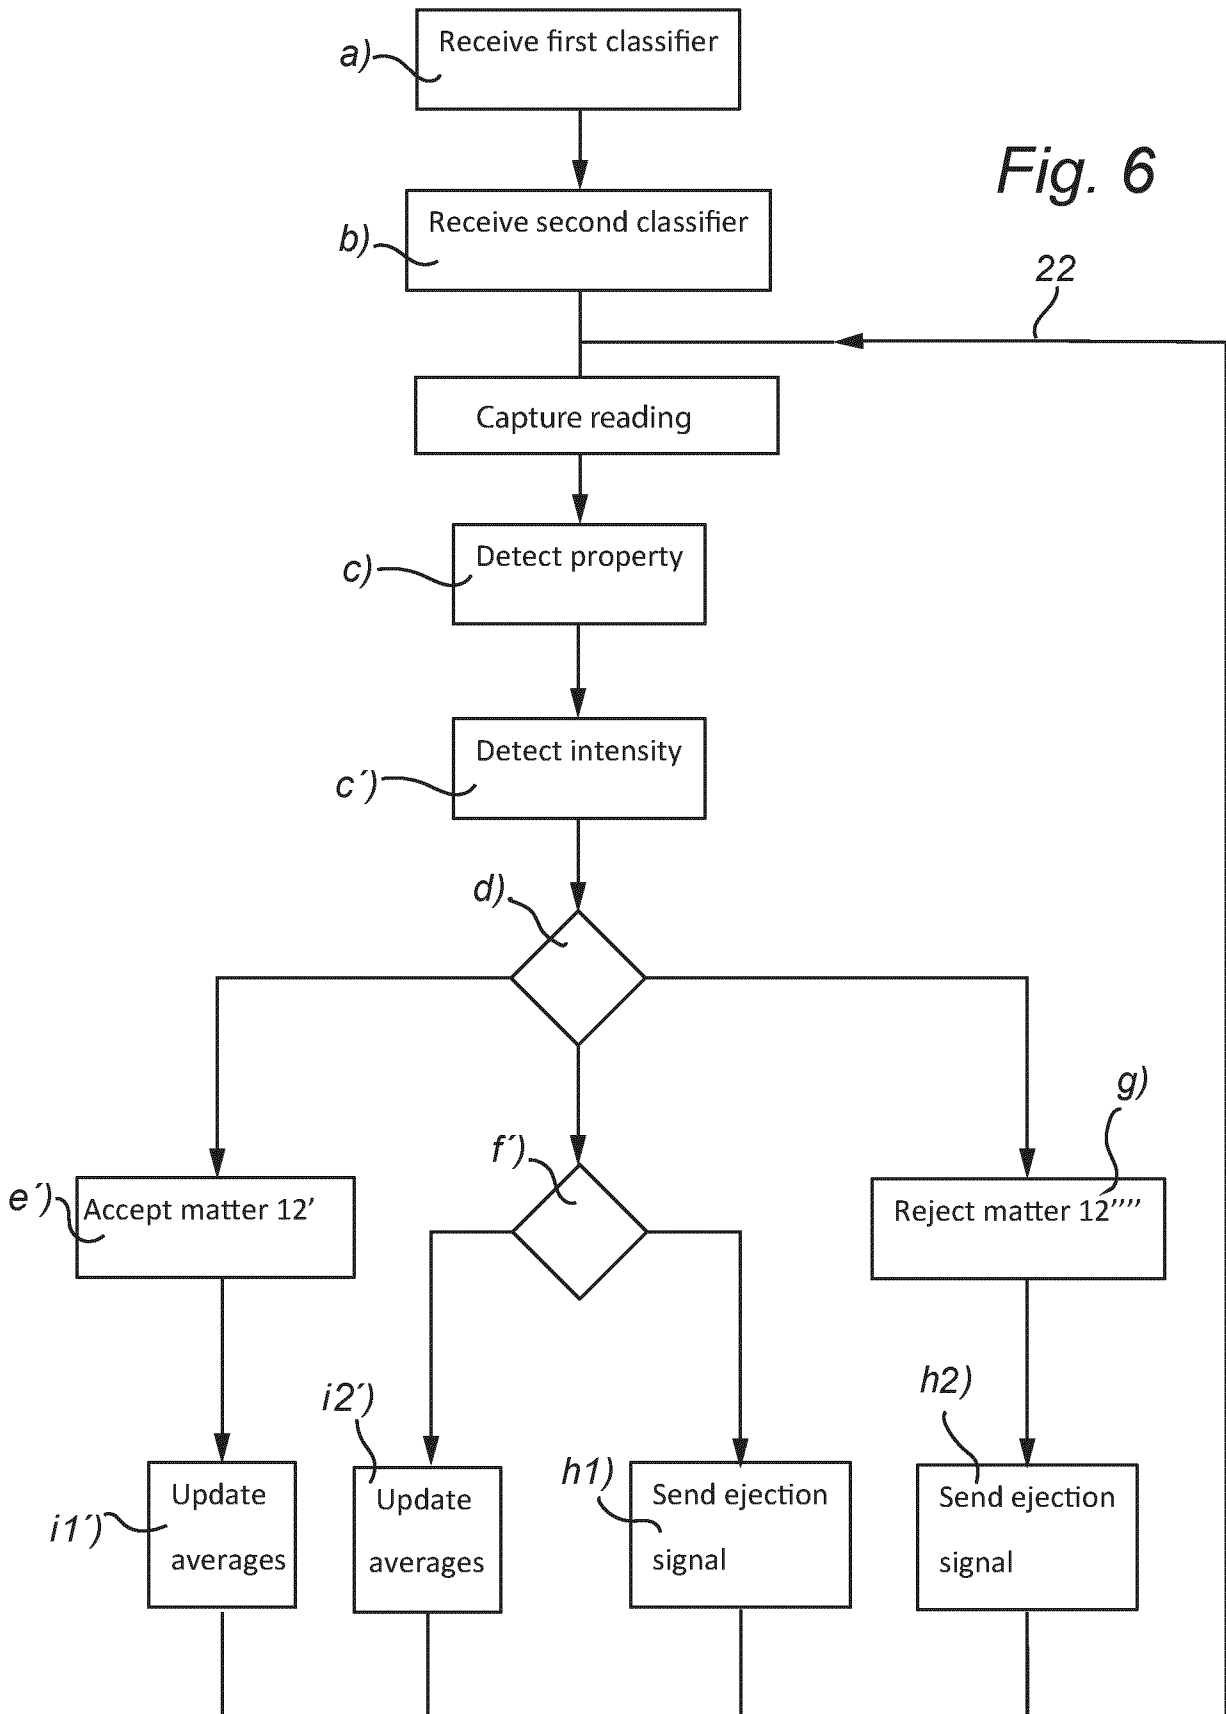 Receive first classifier
a)
Fig. 6
Receive second classifier
b)
22
Capture reading
Detect property
c)
Detect intensity
c´)
d)
g)
f´)
e´)
Accept matter 12'
Reject matter 12′′′′
i2´)
h2)
h1)
i1´)
Update
averages
Update
averages
Send ejection
signal
Send ejection
signal